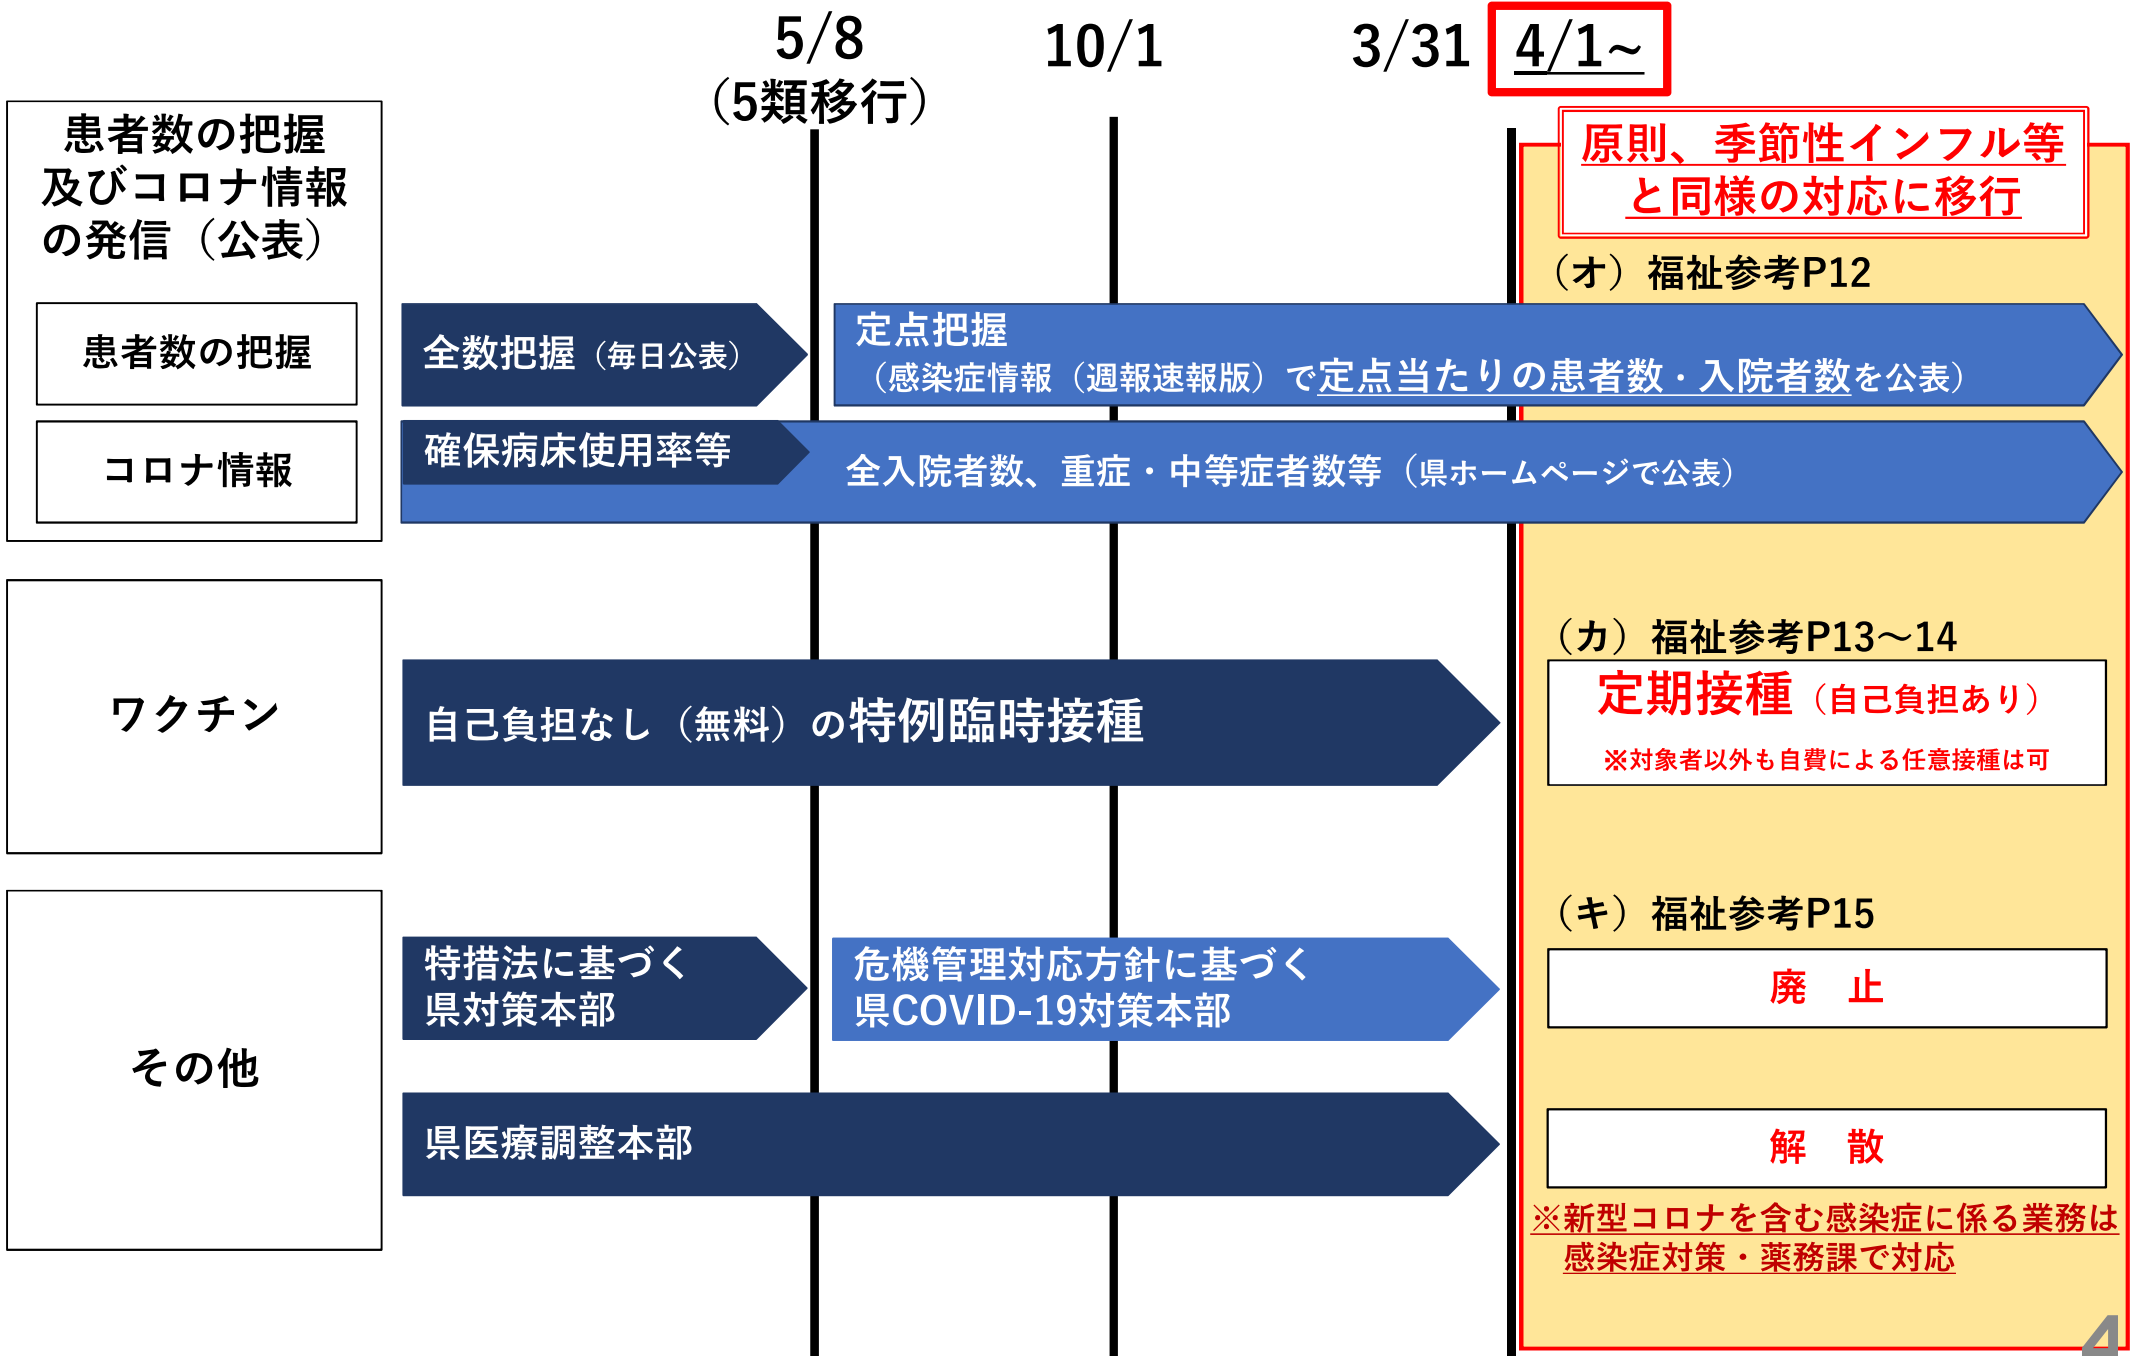 5/8
（5類移行）
10/1
3/31
4/1~
患者数の把握
及びコロナ情報
の発信（公表）
原則、季節性インフル等
と同様の対応に移行
（オ）福祉参考P12
患者数の把握
全数把握（毎日公表）
定点把握
（感染症情報（週報速報版）で定点当たりの患者数・入院者数を公表）
コロナ情報
確保病床使用率等
全入院者数、重症・中等症者数等（県ホームページで公表）
ワクチン
自己負担なし（無料）の特例臨時接種
（カ）福祉参考P13～14
定期接種（自己負担あり）
※対象者以外も自費による任意接種は可
その他
特措法に基づく
県対策本部
危機管理対応方針に基づく
県COVID-19対策本部
（キ）福祉参考P15
廃　止
県医療調整本部
解　散
※新型コロナを含む感染症に係る業務は
感染症対策・薬務課で対応
4